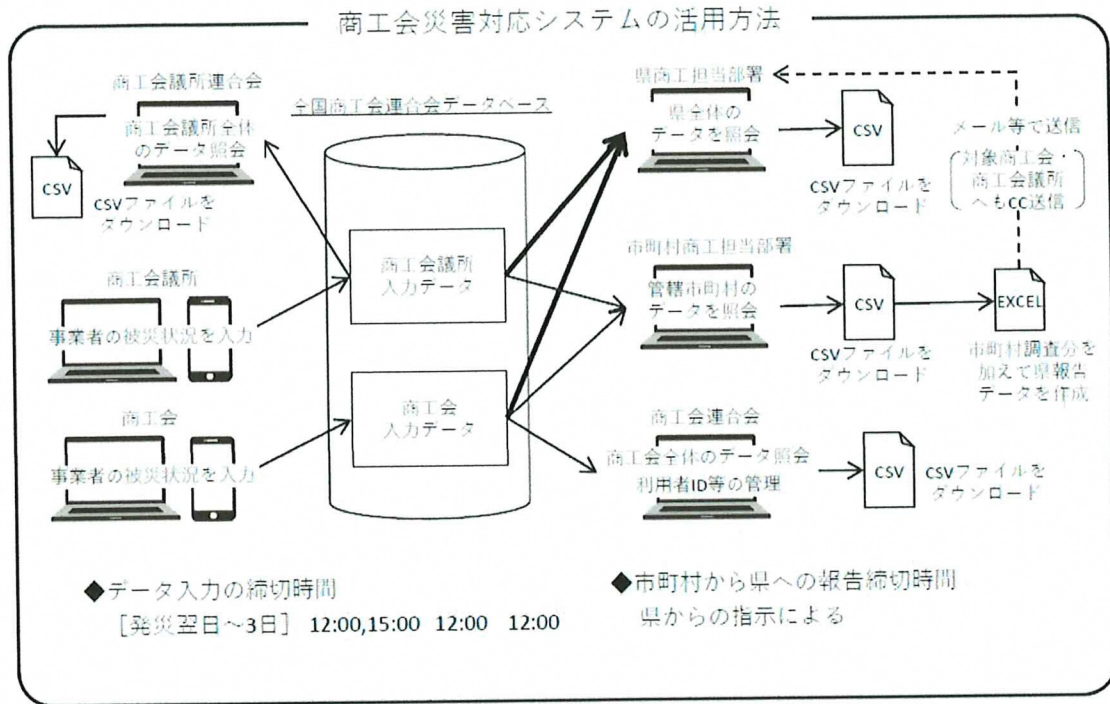 商工会災害対応システムの活用方法
商工会議所連合会
商工会議所全体
のデータ照会
CSV
CSVファイルを
ダウンロード
商工会議所
事業者の被災状況を入力
商工会
事業者の被災状況を入力
全国商工会連合会データベース
商工会議所
入力データ
商工会
入力データ
県商工担当部署
県全体の
データを照会
CSV
CSVファイルを
ダウンロード
メール等で送信
対象商工会・
商工会議所
へもCC送信
市町村商工担当部署
管轄市町村の
データを照会
CSV
CSVファイルを
ダウンロード
EXCEL
市町村調査分を
加えて県報告
データを作成
商工会連合会
商工会全体のデータ照会
利用者ID等の管理
CSV
CSVファイルを
ダウンロード
◆データ入力の締切時間
［発災翌日～3日］ 12:00,15:00 12:00 12:00
◆市町村から県への報告締切時間
県からの指示による